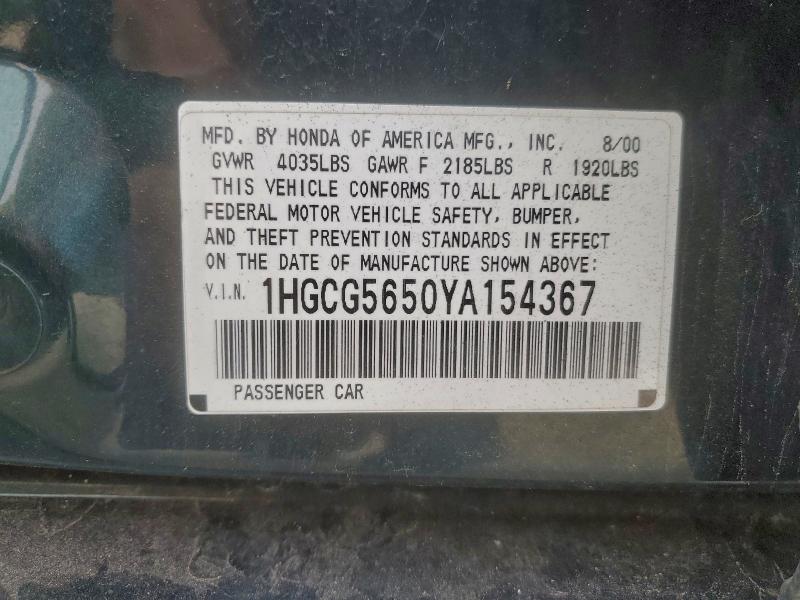 MFD. BY HONDA OF AMERICA MFG., INC. 8/00
GVWR 4035LBS GAWR F 2185LBS R 1920LBS
THIS VEHICLE CONFORMS TO ALL APPLICABLE
FEDERAL MOTOR VEHICLE SAFETY, BUMPER,
AND THEFT PREVENTION STANDARDS IN EFFECT
ON THE DATE OF MANUFACTURE SHOWN ABOVE:
V.I.N. 1HGCG5650YA154367
PASSENGER CAR